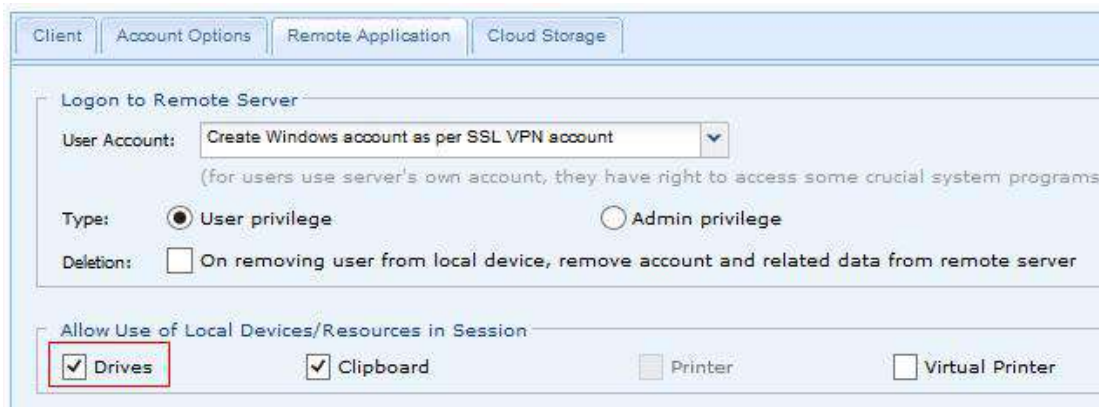 Client Account Options Remote Application Cloud Storage
Logon to Remote Server
User Account: Create Windows account as per SSL VPN account
(for users use server's own account, they have right to access some crucial system programs
Type: User privilege Admin privilege
Deletion: On removing user from local device, remove account and related data from remote server
Allow Use of Local Devices/Resources in Session
Drives Clipboard Printer Virtual Printer